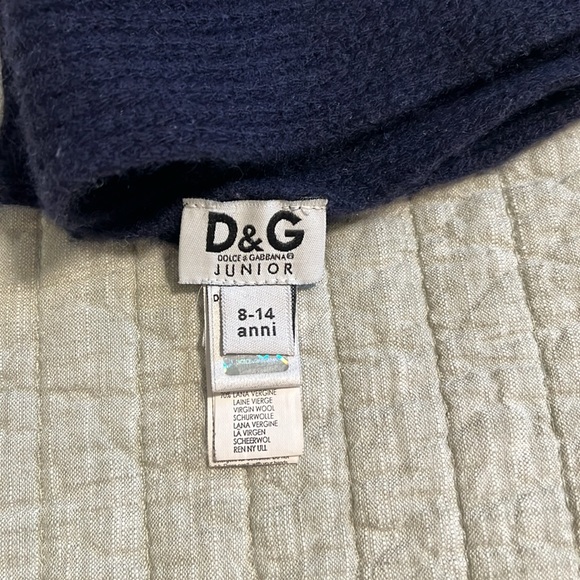 D&G
DOLCE & GABBANA
JUNIOR
D
8-14
anni
LANA VERGINE
LAINE VIERGE
VIRGIN WOOL
SCHURWOLLE
LANA VERGINE
LÃ VIRGEN
SCHEERWOL
REN NY ULL